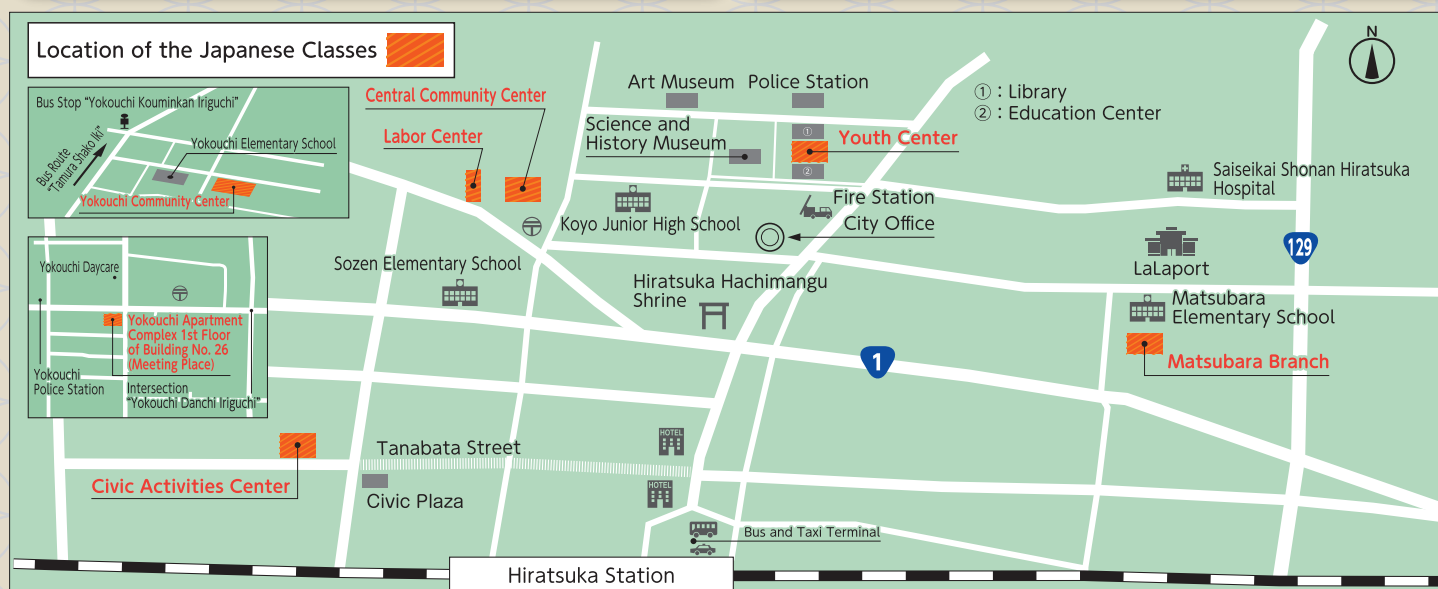 Location of the Japanese Classes
N
Bus Stop “Yokouchi Kouminkan Iriguchi”
Bus Route
“Tamura Shako Iki”
Yokouchi Elementary School
Yokouchi Community Center
Central Community Center
Labor Center
Art Museum
Police Station
①：Library
②：Education Center
Science and
History Museum
①
②
Youth Center
Saiseikai Shonan Hiratsuka
Hospital
Koyo Junior High School
Fire Station
City Office
129
LaLaport
Sozen Elementary School
Hiratsuka Hachimangu
Shrine
Matsubara
Elementary School
Matsubara Branch
1
Yokouchi Daycare
Yokouchi Apartment
Complex 1st Floor
of Building No. 26
(Meeting Place)
Yokouchi
Police Station
Intersection
“Yokouchi Danchi Iriguchi”
Tanabata Street
HOTEL
HOTEL
Civic Activities Center
Civic Plaza
Bus and Taxi Terminal
Hiratsuka Station